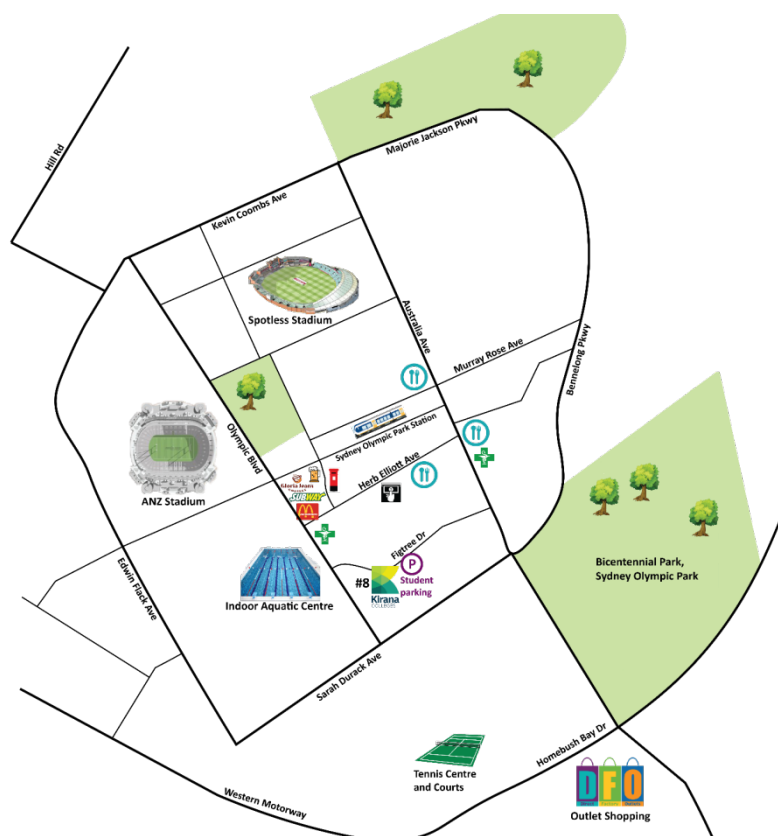 Hill Rd
Majorie Jackson Pkwy
Kevin Coombs Ave
Spotless Stadium
Australia Ave
Murray Rose Ave
Bennelong Pkwy
Olympic Blvd
Sydney Olympic Park Station
ANZ Stadium
Herb Elliott Ave
Gloria Jean's
SUBWAY
Figtree Dr
P
Student
parking
#8
Kirana
COLLEGES
Indoor Aquatic Centre
Edwin Flack Ave
Bicentennial Park,
Sydney Olympic Park
Sarah Durack Ave
Tennis Centre
and Courts
Homebush Bay Dr
Western Motorway
DFO
Outlet Shopping